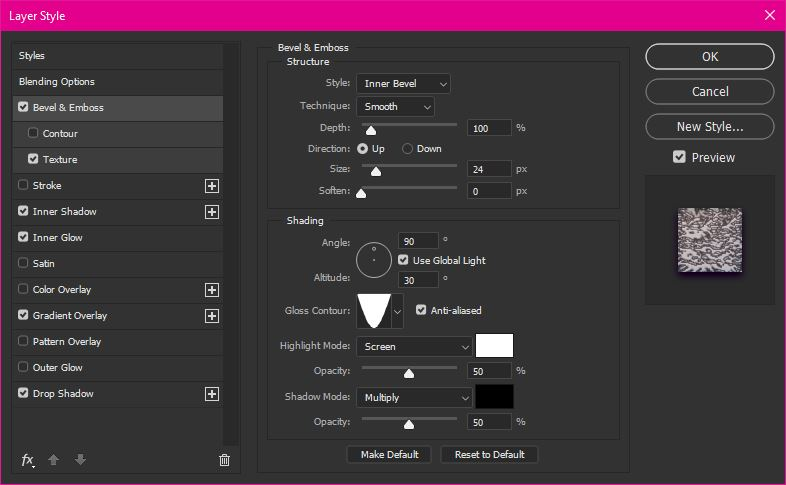 Layer Style
Styles
Blending Options
Bevel & Emboss
Contour
Texture
Stroke
Inner Shadow
Inner Glow
Satin
Color Overlay
Gradient Overlay
Pattern Overlay
Outer Glow
Drop Shadow
fx
Bevel & Emboss
Structure
Style: Inner Bevel
Technique: Smooth
Depth: 100 %
Direction: Up Down
Size: 24 px
Soften: 0 px
Shading
Angle: 90 °
Use Global Light
Altitude: 30 °
Gloss Contour: Anti-aliased
Highlight Mode: Screen
Opacity: 50 %
Shadow Mode: Multiply
Opacity: 50 %
Make Default Reset to Default
OK
Cancel
New Style...
Preview